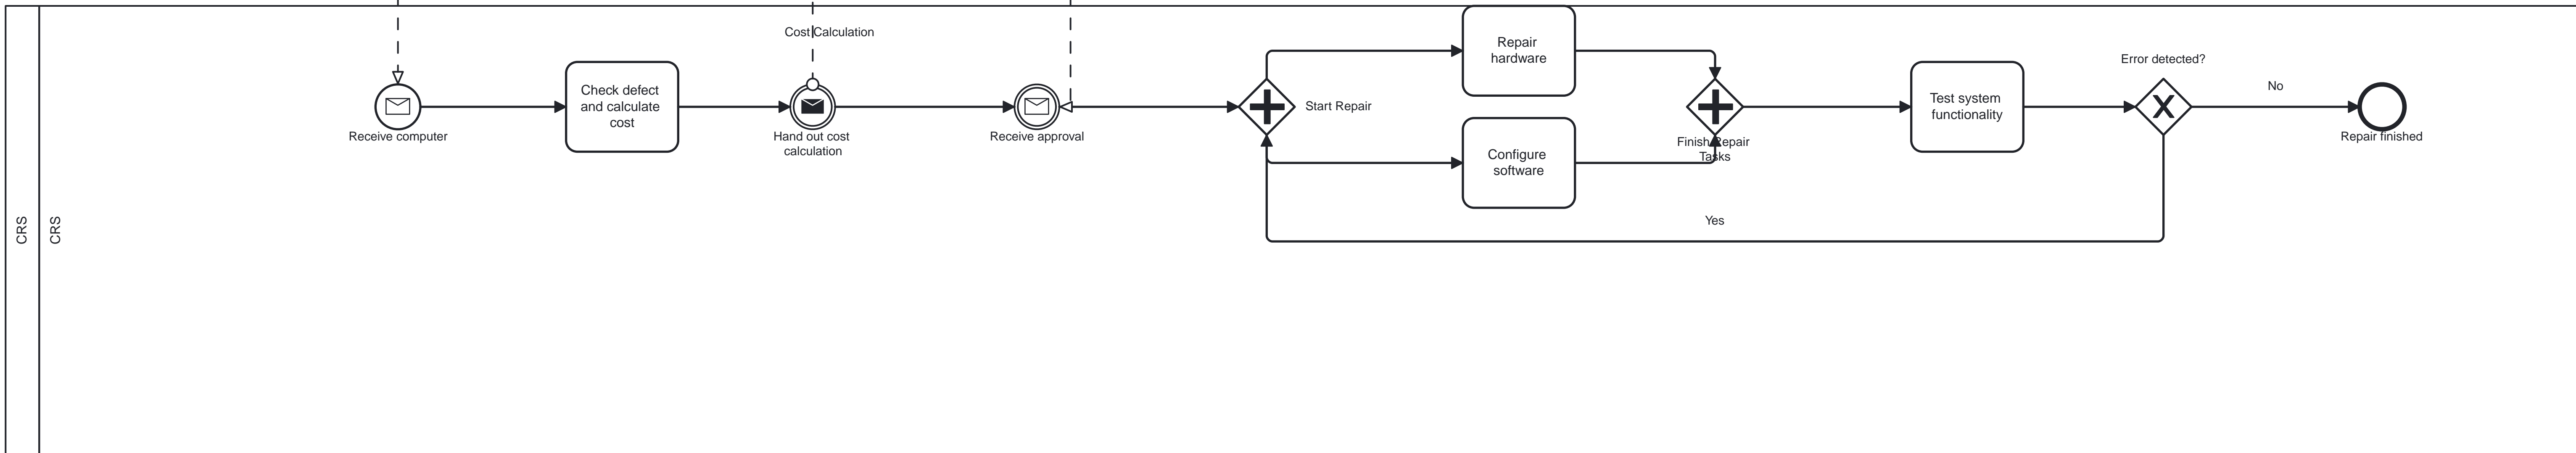 CRS
CRS
Cost Calculation
Receive computer
Check defect
and calculate
cost
Hand out cost
calculation
Receive approval
Start Repair
Repair
hardware
Configure
software
Finish Repair
Tasks
Yes
Test system
functionality
Error detected?
No
Repair finished